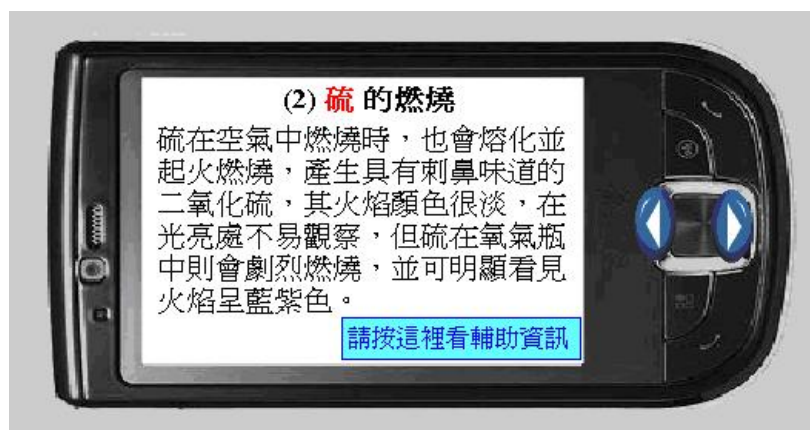 (2) 硫 的燃燒
硫在空氣中燃燒時，也會熔化並
起火燃燒，產生具有刺鼻味道的
二氧化硫，其火焰顏色很淡，在
光亮處不易觀察，但硫在氧氣瓶
中則會劇烈燃燒，並可明顯看見
火焰呈藍紫色。
請按這裡看輔助資訊